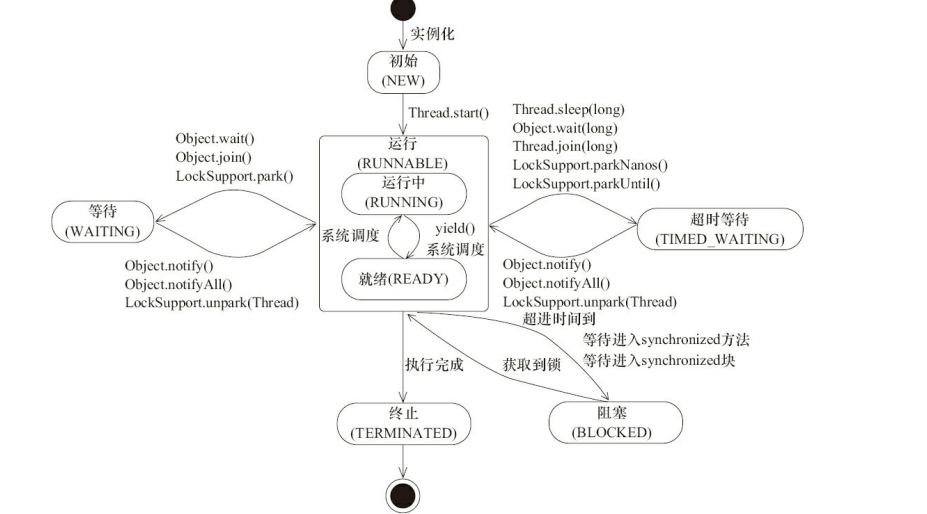 实例化
初始
(NEW)
Thread.start()
Object.wait()
Object.join()
LockSupport.park()
Thread.sleep(long)
Object.wait(long)
Thread.join(long)
LockSupport.parkNanos()
LockSupport.parkUntil()
运行
(RUNNABLE)
运行中
(RUNNING)
等待
(WAITING)
超时等待
(TIMED_WAITING)
系统调度
yield()
系统调度
就绪(READY)
Object.notify()
Object.notifyAll()
LockSupport.unpark(Thread)
Object.notify()
Object.notifyAll()
LockSupport.unpark(Thread)
超进时间到
等待进入synchronized方法
等待进入synchronized块
执行完成
获取到锁
终止
(TERMINATED)
阻塞
(BLOCKED)